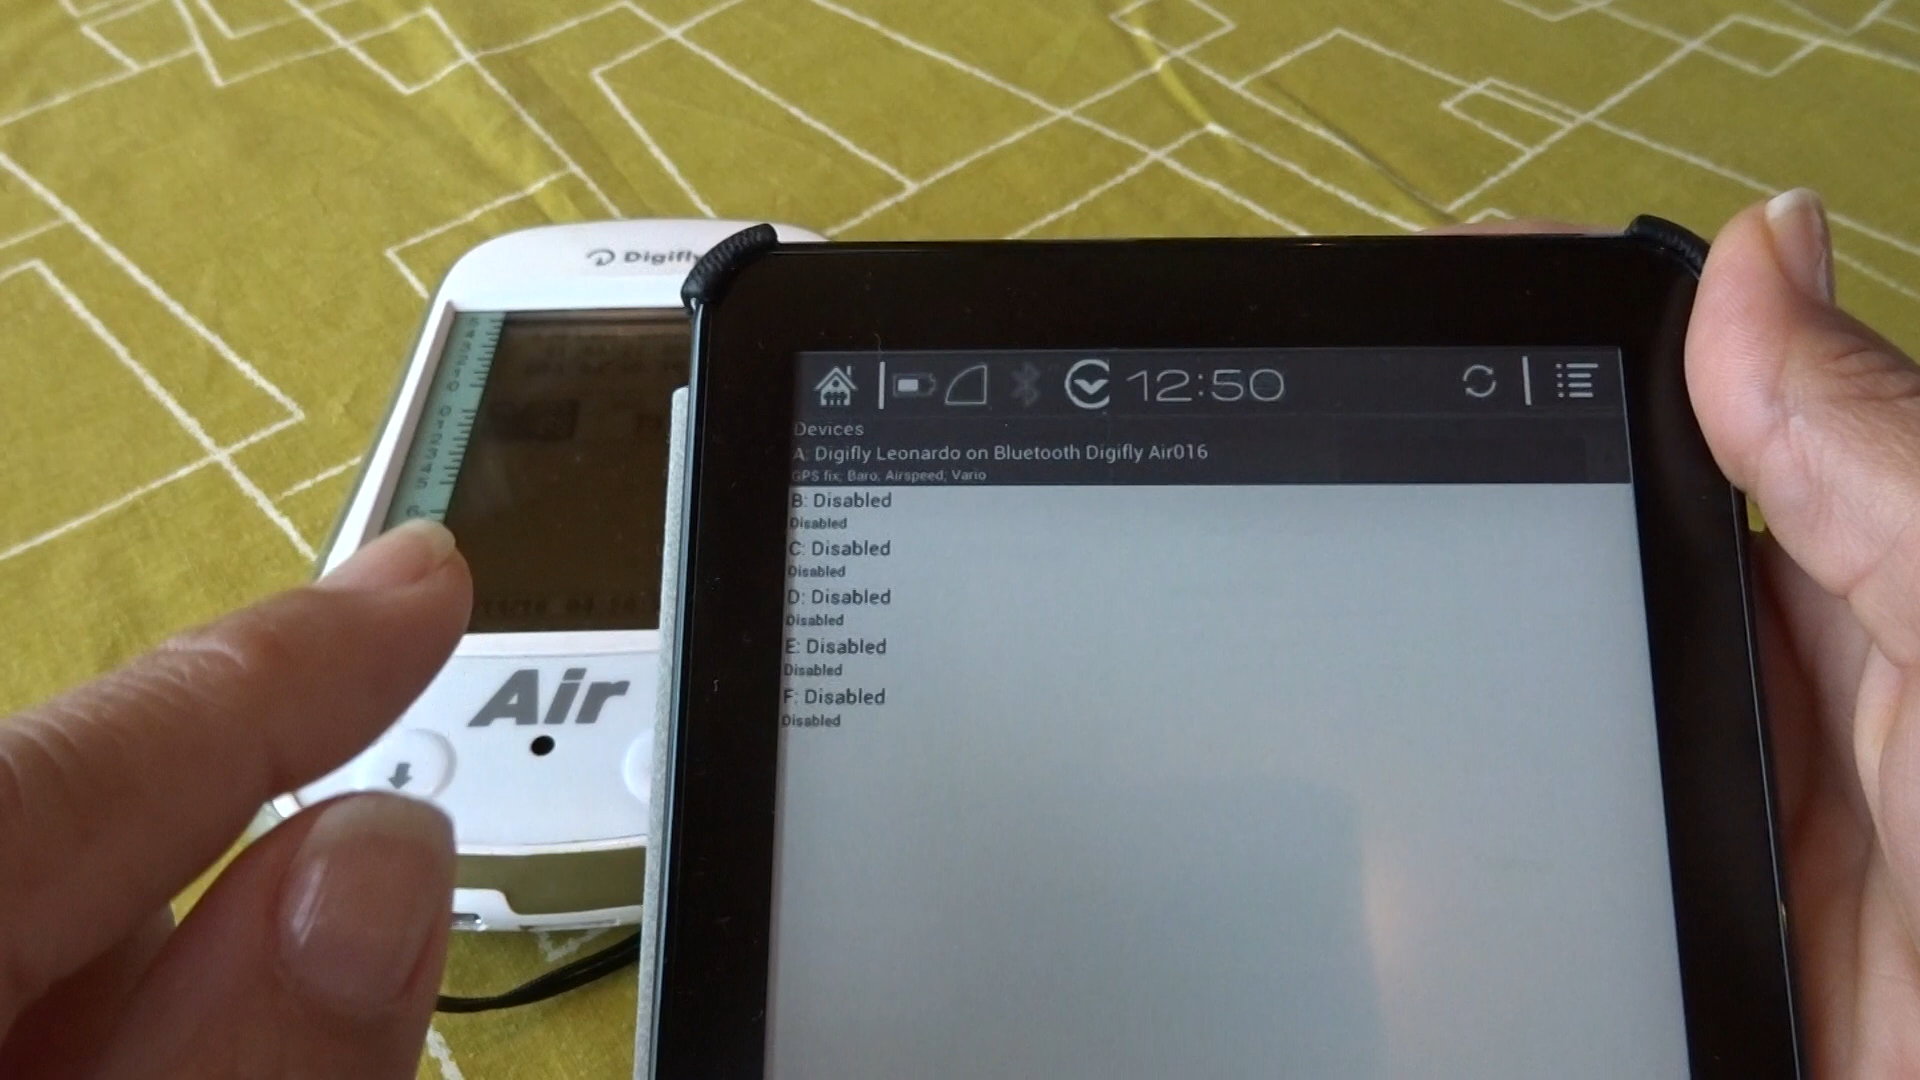 Digifly
Air
12:50
Devices
A: Digifly Leonardo on Bluetooth Digifly Air016
GPS fix; Baro; Airspeed; Vario
B: Disabled
Disabled
C: Disabled
Disabled
D: Disabled
Disabled
E: Disabled
Disabled
F: Disabled
Disabled